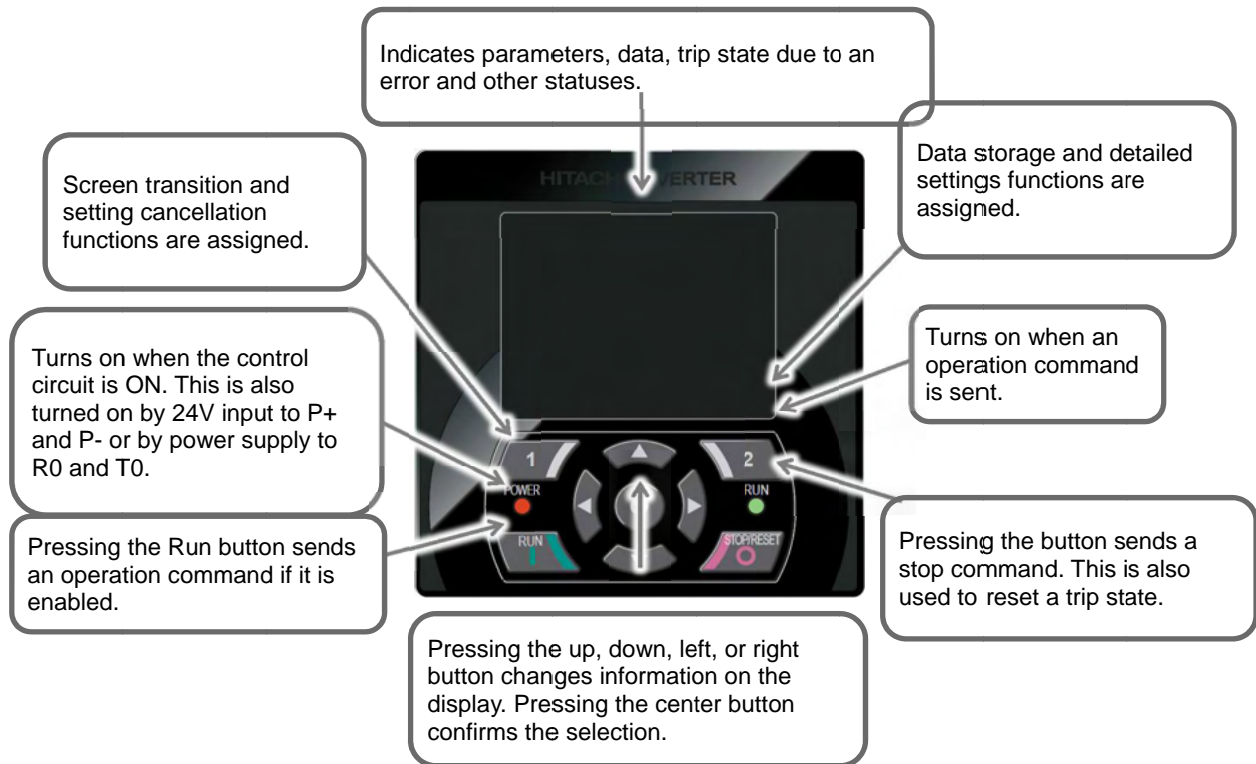 Indicates parameters, data, trip state due to an
error and other statuses.
Screen transition and
setting cancellation
functions are assigned.
Data storage and detailed
settings functions are
assigned.
HITACH VERTER
Turns on when the control
circuit is ON. This is also
turned on by 24V input to P+
and P- or by power supply to
R0 and T0.
Turns on when an
operation command
is sent.
1
2
POWER
RUN
RUN
STOP/RESET
Pressing the Run button sends
an operation command if it is
enabled.
Pressing the button sends a
stop command. This is also
used to reset a trip state.
Pressing the up, down, left, or right
button changes information on the
display. Pressing the center button
confirms the selection.